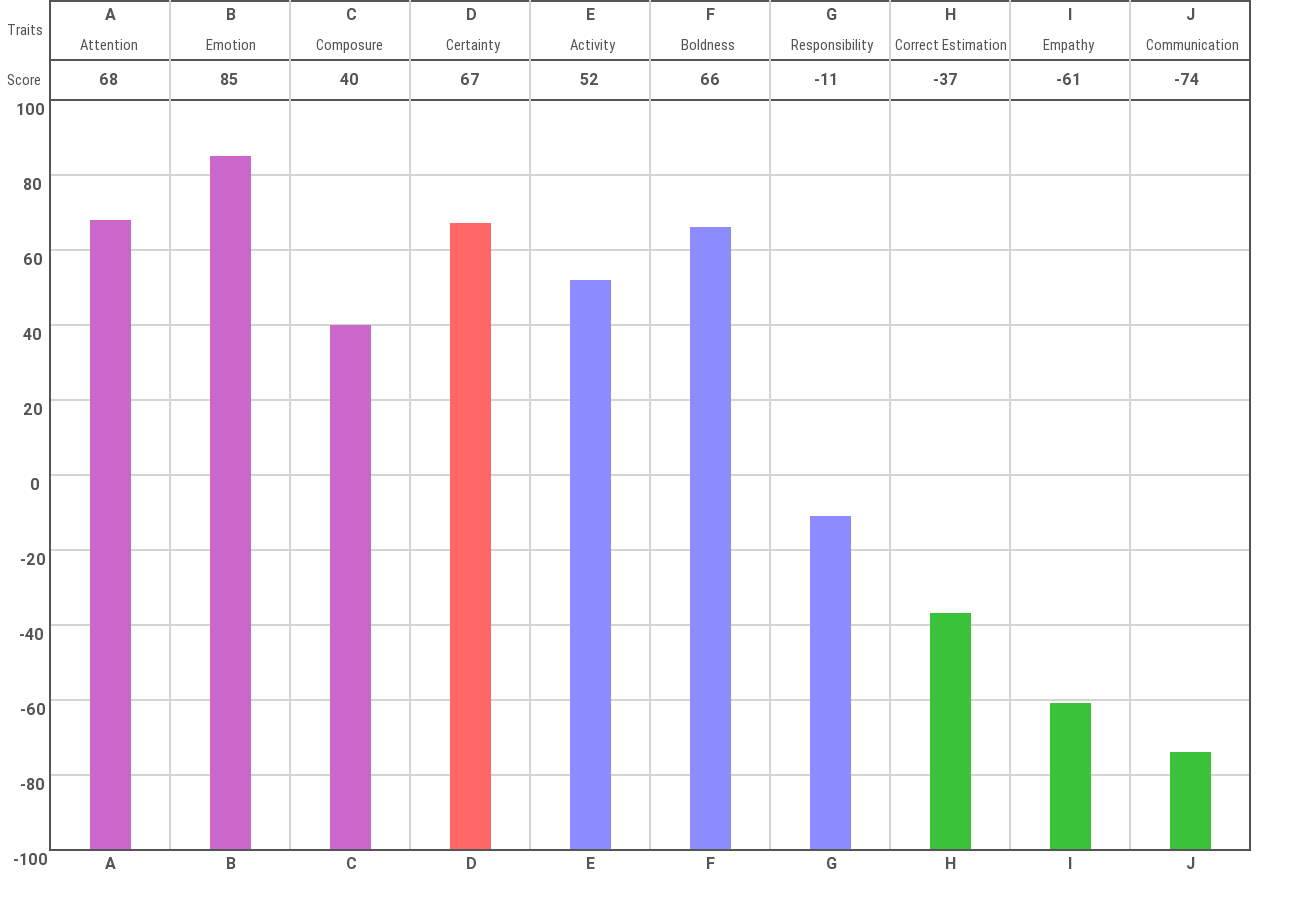 Traits
A B C D E F G H I J
Attention Emotion Composure Certainty Activity Boldness Responsibility Correct Estimation Empathy Communication
Score 68 85 40 67 52 66 -11 -37 -61 -74
100
80
60
40
20
0
-20
-40
-60
-80
-100
A B C D E F G H I J